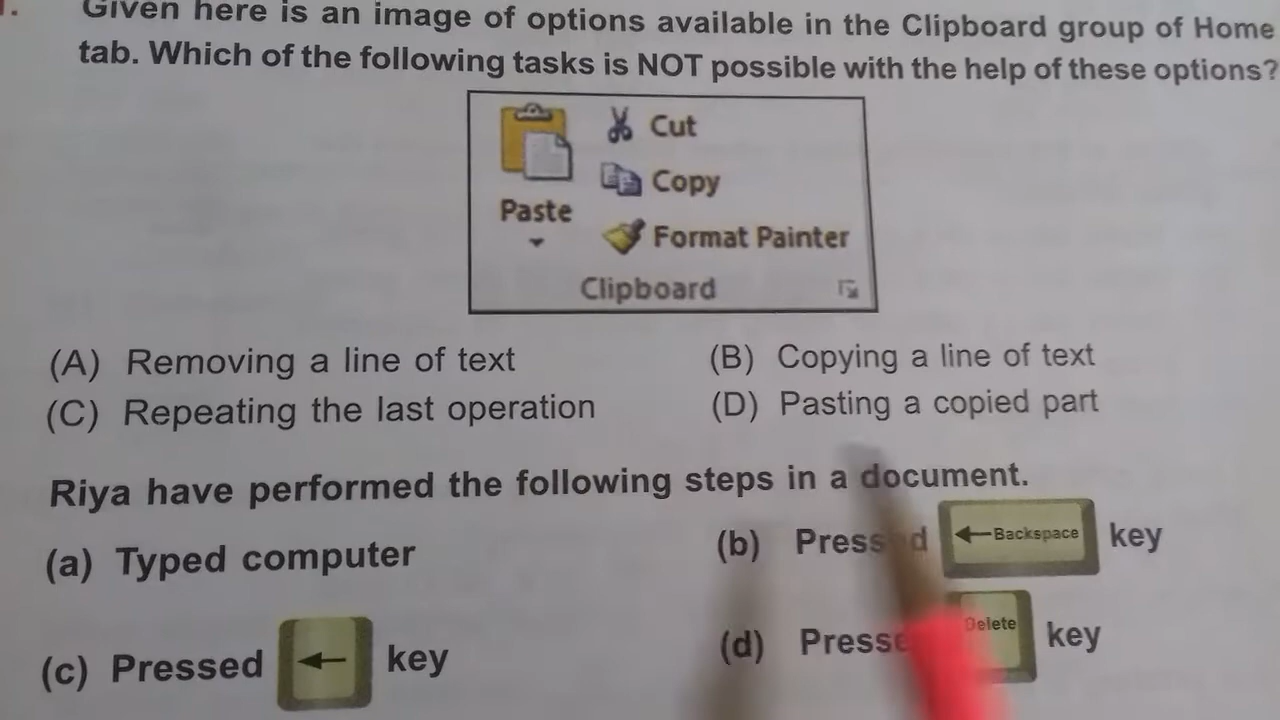 Given here is an image of options available in the Clipboard group of Home
tab. Which of the following tasks is NOT possible with the help of these options?
Cut
Copy
Paste
Format Painter
Clipboard
(A) Removing a line of text
(B) Copying a line of text
(C) Repeating the last operation
(D) Pasting a copied part
Riya have performed the following steps in a document.
(a) Typed computer
(b) Pressed ←Backspace key
(c) Pressed ← key
(d) Presse Delete key